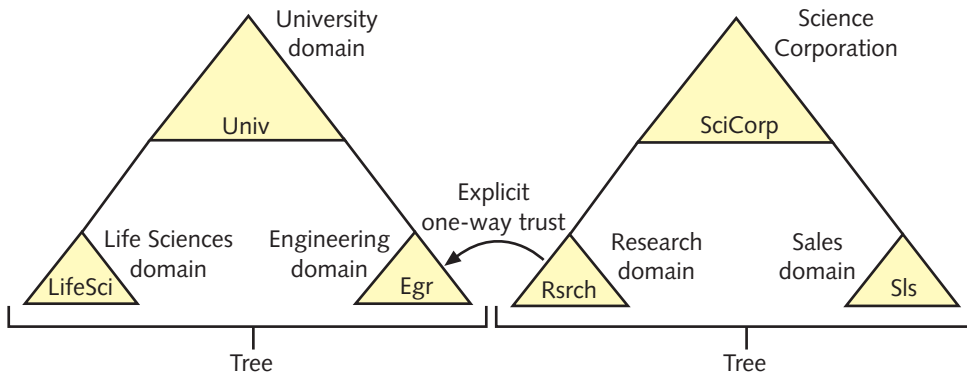 University
domain
Univ
Life Sciences
domain
LifeSci
Engineering
domain
Egr
Tree
Explicit
one-way trust
Science
Corporation
SciCorp
Research
domain
Rsrch
Sales
domain
Sls
Tree